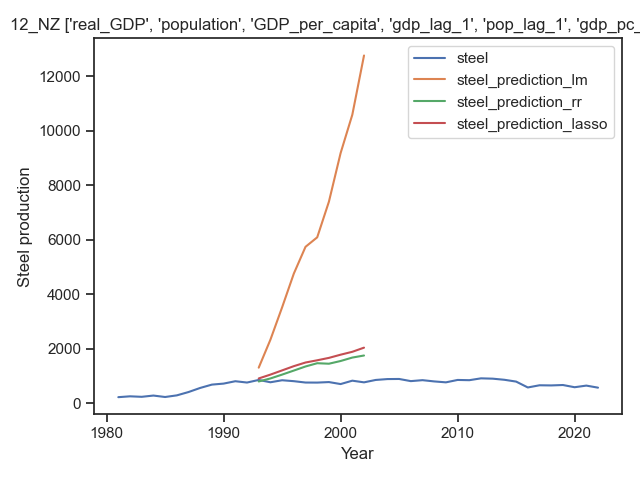 12_NZ ['real_GDP', 'population', 'GDP_per_capita', 'gdp_lag_1', 'pop_lag_1', 'gdp_pc_
steel
steel_prediction_lm
steel_prediction_rr
steel_prediction_lasso
Steel production
12000
10000
8000
6000
4000
2000
0
1980
1990
2000
2010
2020
Year